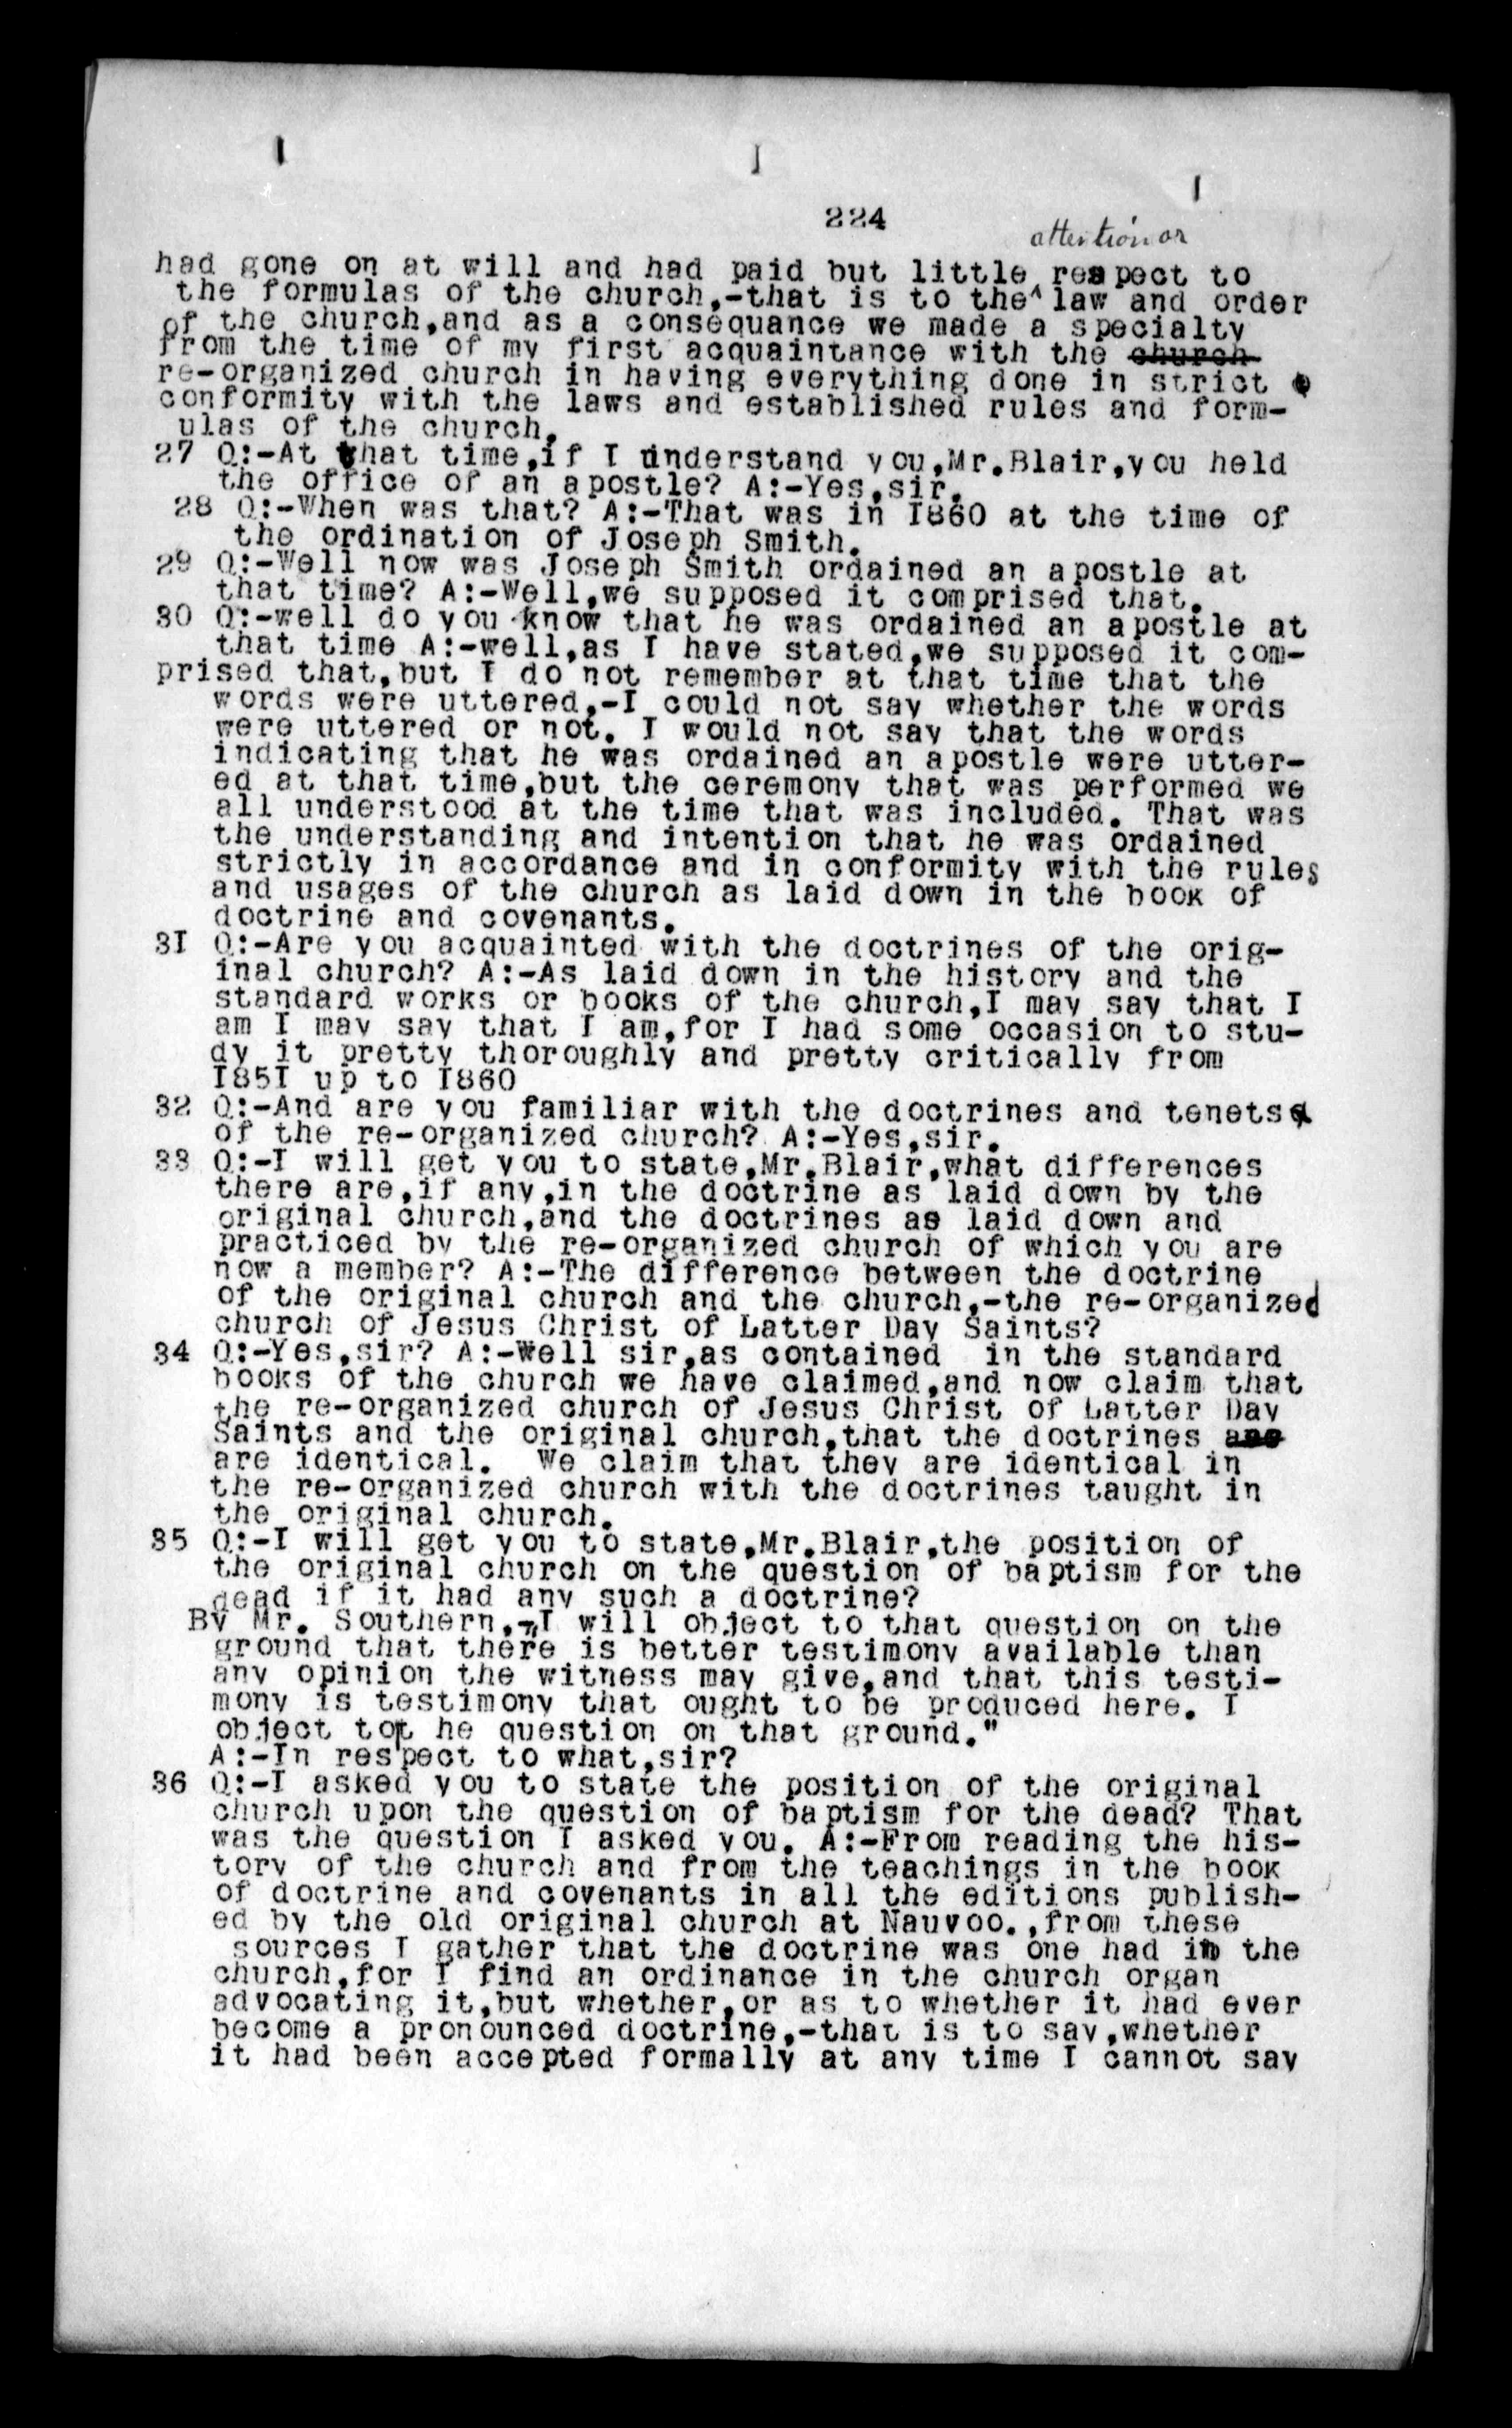 224
attention or
had gone on at will and had paid but little respect to
the formulas of the church,-that is to the^ law and order
of the church,and as a consequance we made a specialty
from the time of my first acquaintance with the church
re-organized church in having everything done in strict
conformity with the laws and established rules and form-
ulas of the church.
27 Q:-At that time,if I understand you,Mr.Blair,you held
the office of an apostle? A:-Yes,sir.
28 Q:-When was that? A:-That was in I860 at the time of
the ordination of Joseph Smith.
29 Q:-Well now was Joseph Smith ordained an apostle at
that time? A:-Well,we supposed it comprised that.
30 Q:-well do you know that he was ordained an apostle at
that time A:-well,as I have stated,we supposed it com-
prised that,but I do not remember at that time that the
words were uttered,-I could not say whether the words
were uttered or not. I would not say that the words
indicating that he was ordained an apostle were utter-
ed at that time,but the ceremony that was performed we
all understood at the time that was included. That was
the understanding and intention that he was ordained
strictly in accordance and in conformity with the rules
and usages of the church as laid down in the book of
doctrine and covenants.
3I Q:-Are you acquainted with the doctrines of the orig-
inal church? A:-As laid down in the history and the
standard works or books of the church,I may say that I
am I may say that I am,for I had some occasion to stu-
dy it pretty thoroughly and pretty critically from
I85I up to I860
32 Q:-And are you familiar with the doctrines and tenets
of the re-organized church? A:-Yes,sir.
33 Q:-I will get you to state,Mr.Blair,what differences
there are,if any,in the doctrine as laid down by the
original church,and the doctrines as laid down and
practiced by the re-organized church of which you are
now a member? A:-The difference between the doctrine
of the original church and the church,-the re-organized
church of Jesus Christ of Latter Day Saints?
34 Q:-Yes,sir? A:-Well sir,as contained in the standard
books of the church we have claimed,and now claim that
the re-organized church of Jesus Christ of Latter Day
Saints and the original church,that the doctrines are
are identical. We claim that they are identical in
the re-organized church with the doctrines taught in
the original church.
35 Q:-I will get you to state,Mr.Blair,the position of
the original church on the question of baptism for the
dead if it had any such a doctrine?
By Mr. Southern,-"I will object to that question on the
ground that there is better testimony available than
any opinion the witness may give,and that this testi-
mony is testimony that ought to be produced here. I
object tot he question on that ground."
A:-In respect to what,sir?
36 Q:-I asked you to state the position of the original
church upon the question of baptism for the dead? That
was the question I asked you. A:-From reading the his-
tory of the church and from the teachings in the book
of doctrine and covenants in all the editions publish-
ed by the old original church at Nauvoo.,from these
sources I gather that the doctrine was one had in the
church,for I find an ordinance in the church organ
advocating it,but whether,or as to whether it had ever
become a pronounced doctrine,-that is to say,whether
it had been accepted formally at any time I cannot say